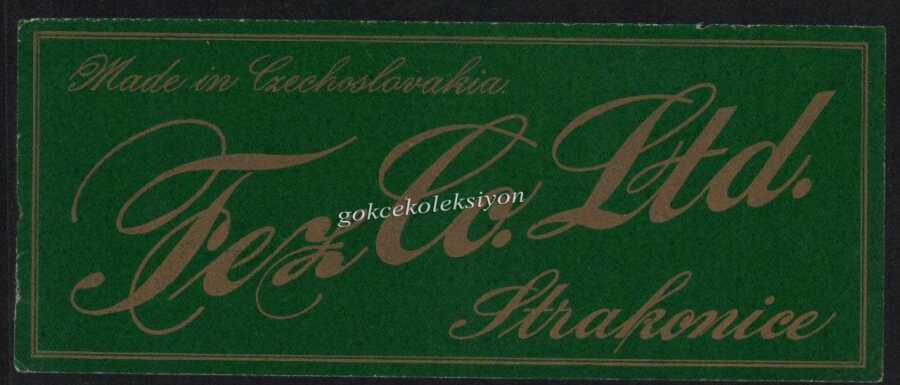 Made in Czechoslovakia.
Fez Co. Ltd.
gokcekoleksiyon
Strakonice